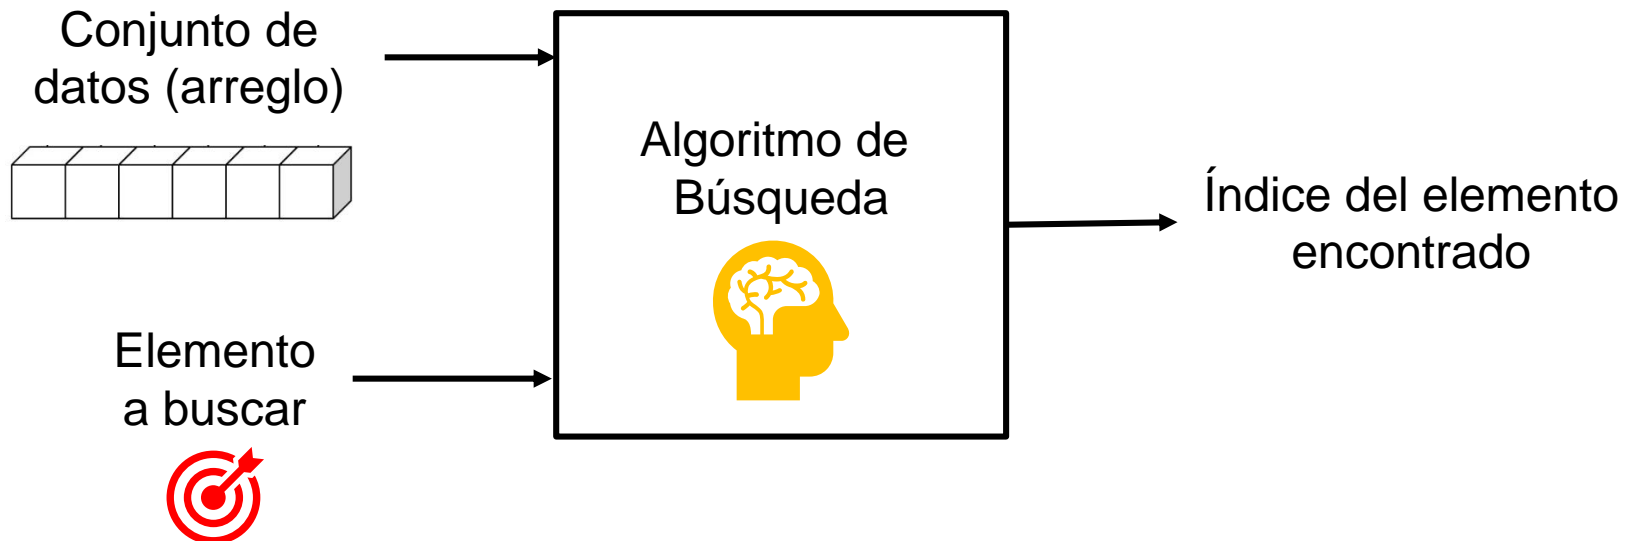 Conjunto de
datos (arreglo)
Elemento
a buscar
Algoritmo de
Búsqueda
Índice del elemento
encontrado